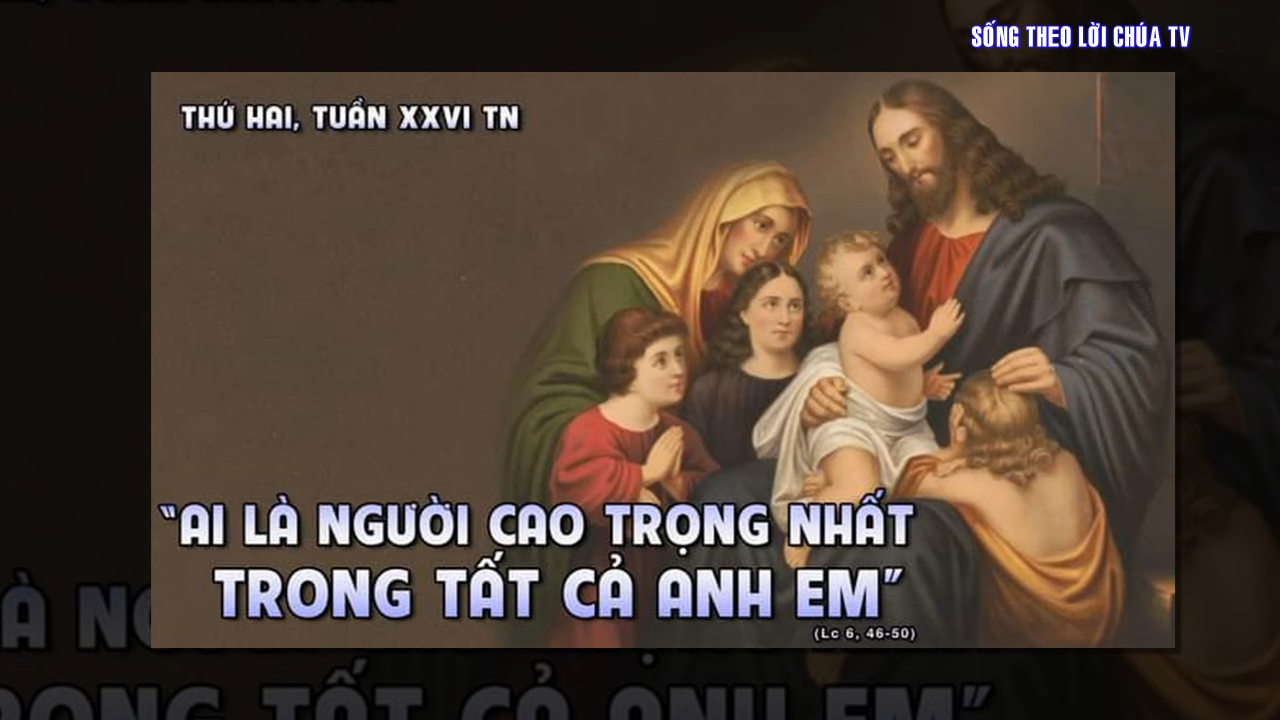 SỐNG THEO LỜI CHÚA TV
THỨ HAI, TUẦN XXVI TN
“AI LÀ NGƯỜI CAO TRỌNG NHẤT
TRONG TẤT CẢ ANH EM”
(Lc 6, 46-50)